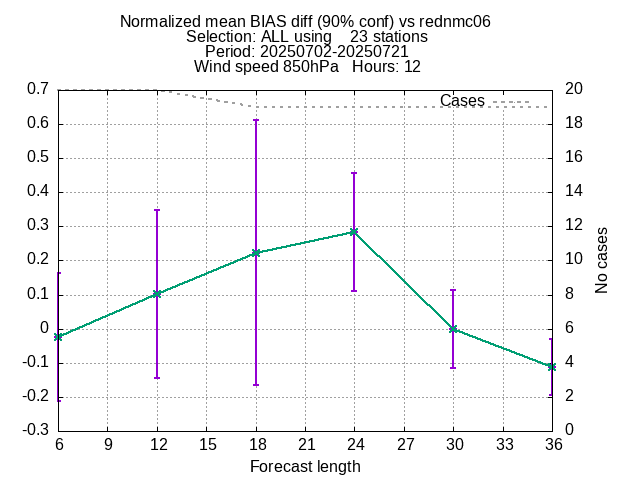 Normalized mean BIAS diff (90% conf) vs rednmc06
Selection: ALL using    23 stations
Period: 20250702-20250721
Wind speed 850hPa   Hours: 12
Cases
0.7
0.6
0.5
0.4
0.3
0.2
0.1
0
-0.1
-0.2
-0.3
20
18
16
14
12
10
8
6
4
2
0
No cases
6 9 12 15 18 21 24 27 30 33 36
Forecast length